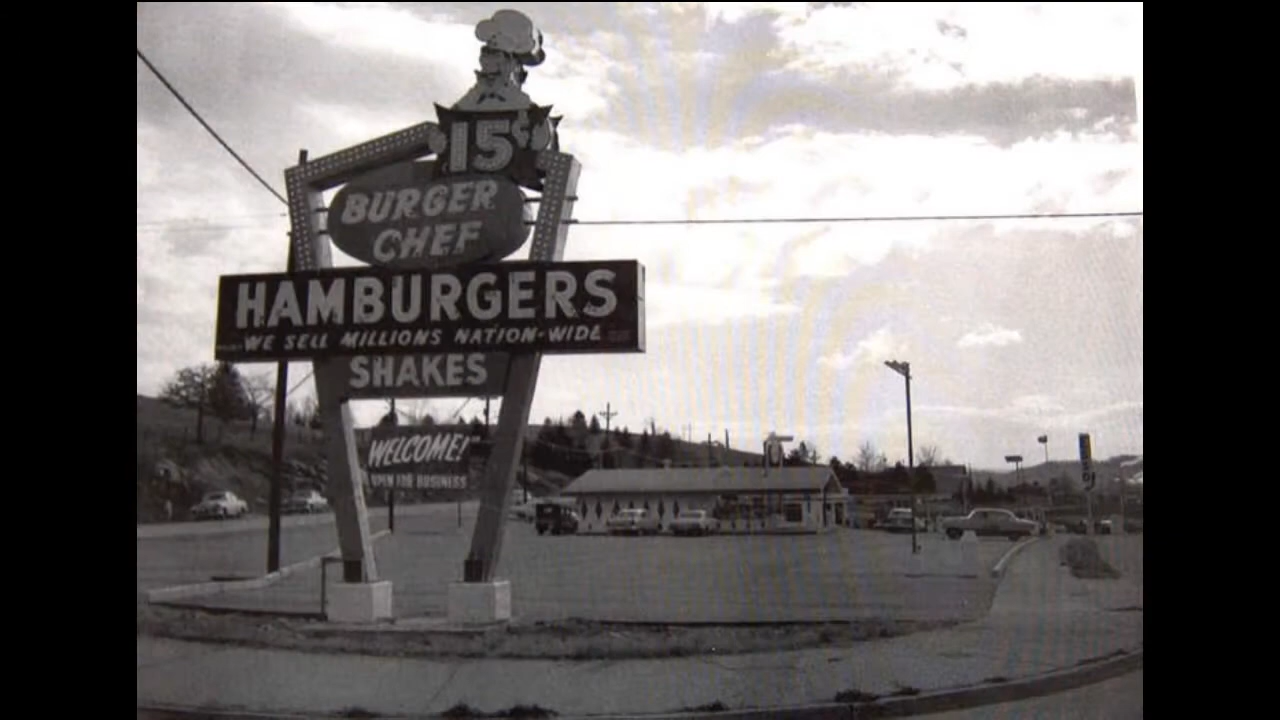 15¢
BURGER
CHEF
HAMBURGERS
WE SELL MILLIONS NATION-WIDE
SHAKES
WELCOME!
OPEN FOR BUSINESS